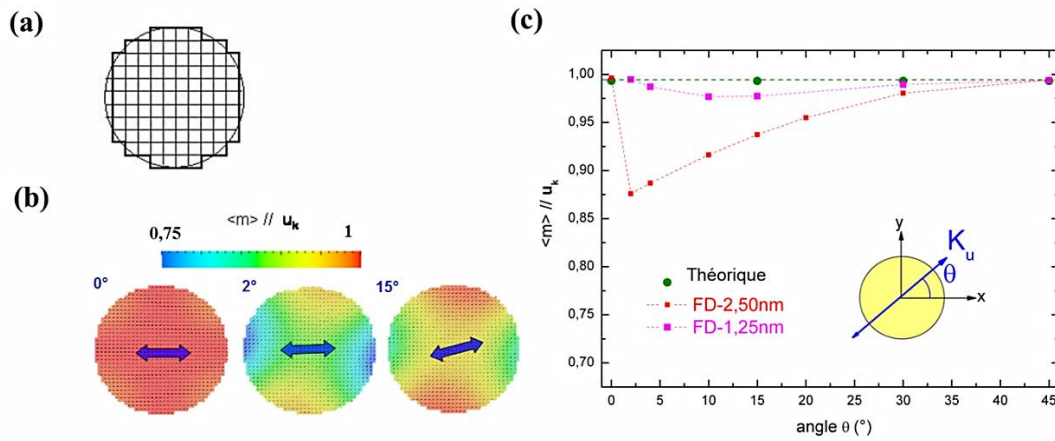 (a)
(b)
<m> // uk
0,75 1
0° 2° 15°
(c)
1,00
0,95
0,90
0,85
0,80
0,75
0,70
<m> // uk
Théorique
FD-2,50nm
FD-1,25nm
y
Ku
θ
x
0 5 10 15 20 25 30 35 40 45
angle θ (°)